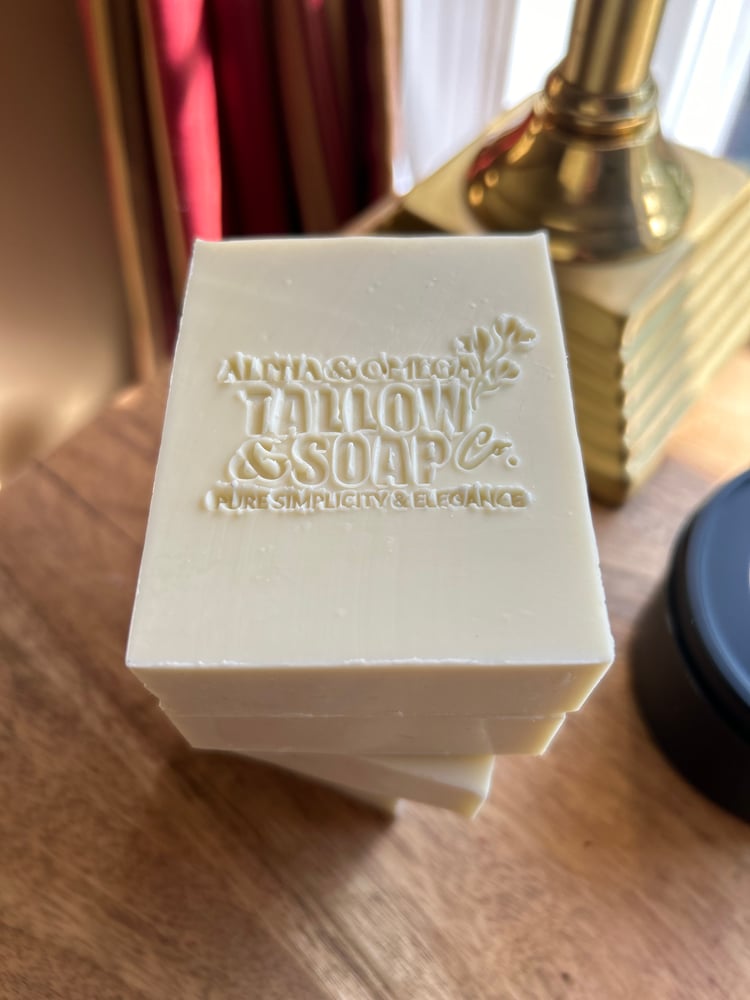 ALPHA & OMEGA
TALLOW
& SOAP Co.
PURE SIMPLICITY & ELEGANCE